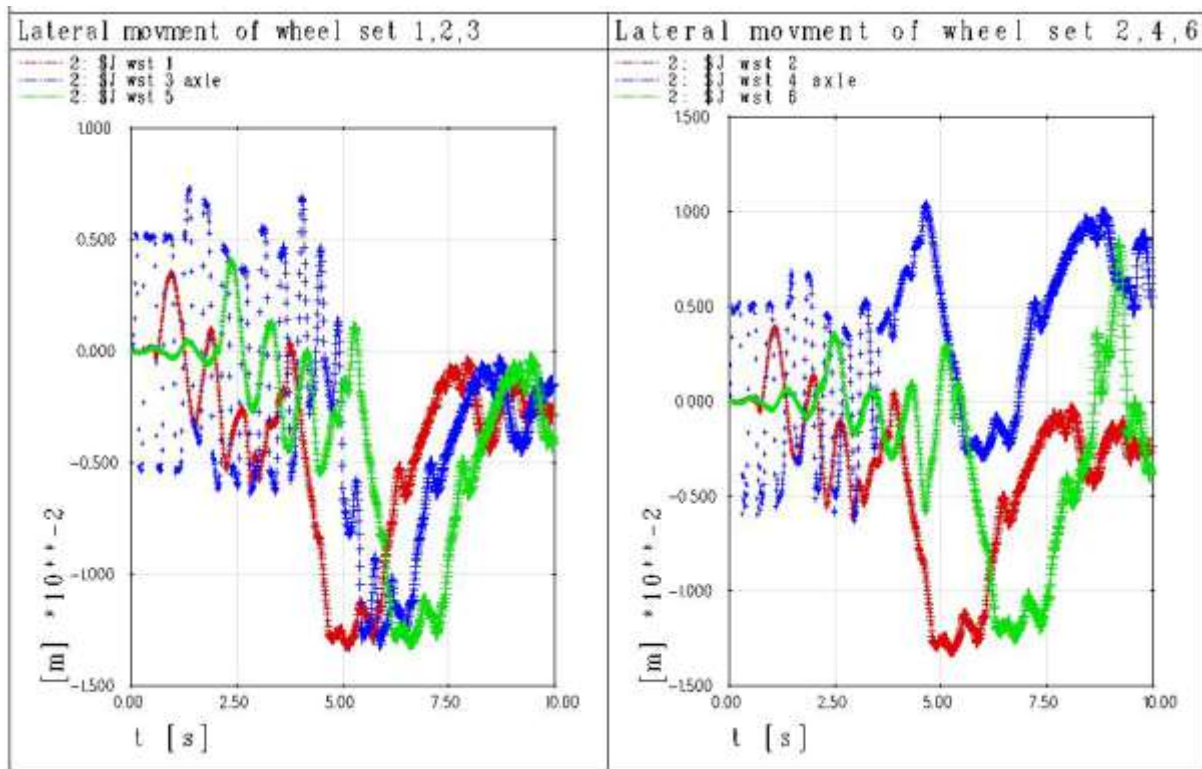 Lateral movment of wheel set 1,2,3
2: $J wst 1
2: $J wst 3 axle
2: $J wst 5
1.000
0.500
0.000
-0.500
-1.000
-1.500
[m] *10**-2
0.00 2.50 5.00 7.50 10.00
t [s]
Lateral movment of wheel set 2,4,6
2: $J wst 2
2: $J wst 4 axle
2: $J wst 6
1.500
1.000
0.500
0.000
-0.500
-1.000
-1.500
[m] *10**-2
0.00 2.50 5.00 7.50 10.00
t [s]